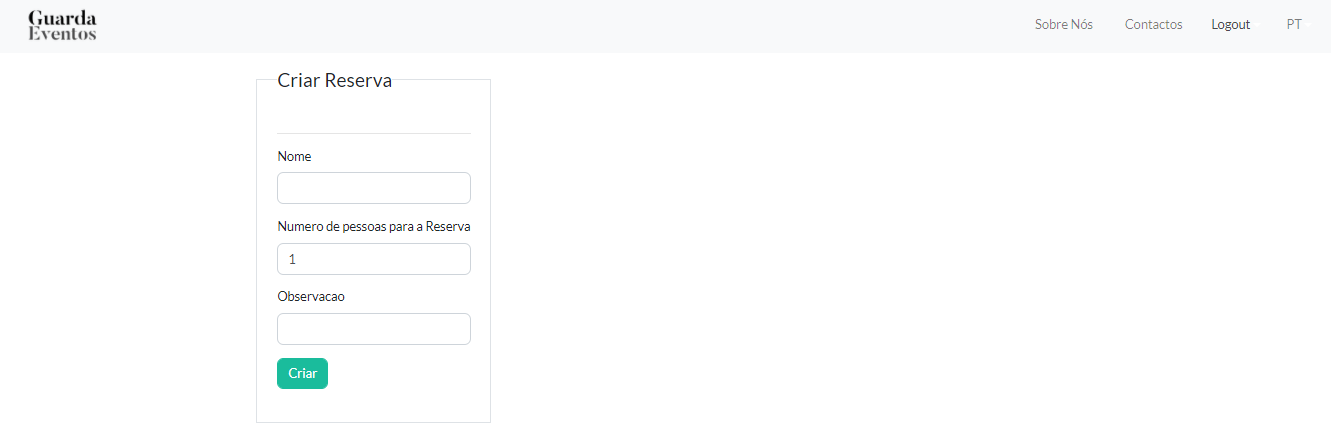 Guarda
Eventos
Sobre Nós Contactos Logout PT
Criar Reserva
Nome
Numero de pessoas para a Reserva
1
Observacao
Criar